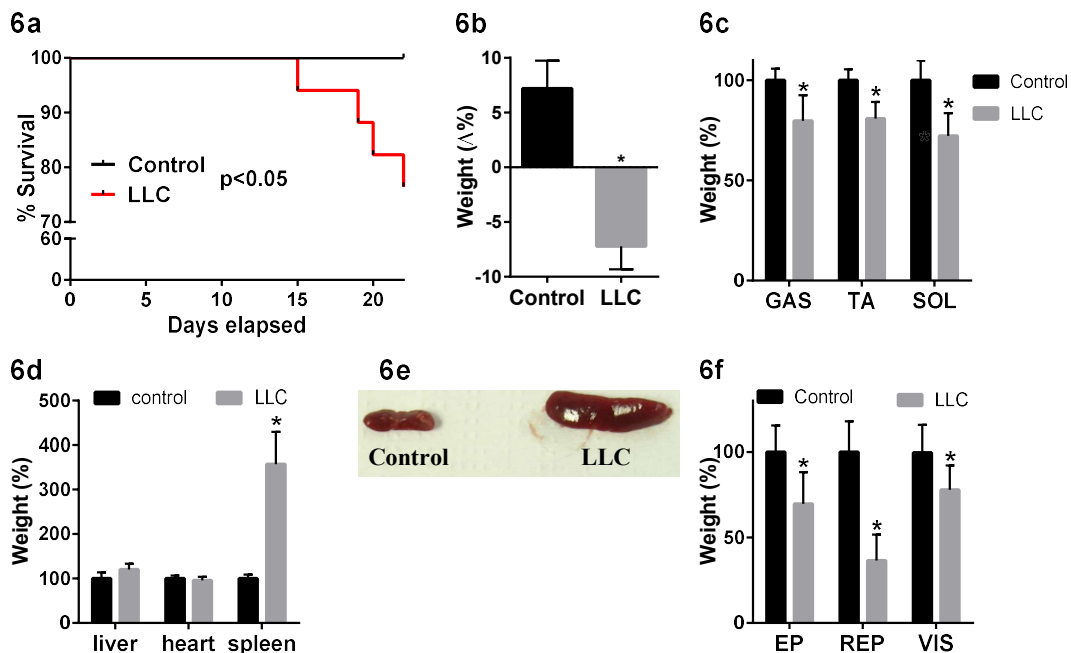 6a
100
90
80
70
60
0
% Survival
Control
LLC
p<0.05
0 5 10 15 20
Days elapsed
6b
10
5
0
-5
-10
Weight (Λ%)
*
Control LLC
6c
100
50
0
Weight (%)
* * *
*
Control
LLC
GAS TA SOL
6d
control LLC
500
400
300
200
100
0
Weight (%)
*
liver heart spleen
6e
Control LLC
6f
Control LLC
100
50
0
Weight (%)
* * *
EP REP VIS